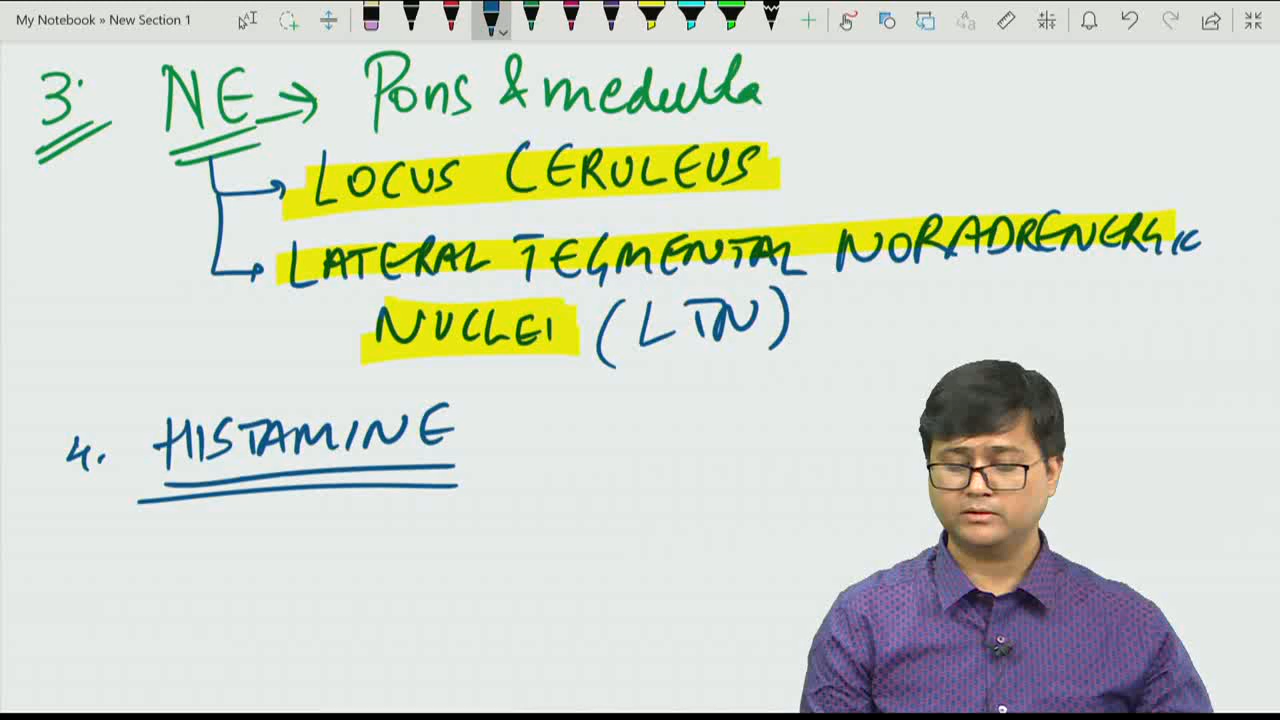 My Notebook » New Section 1
3. NE → Pons & medulla
LOCUS CERULEUS
LATERAL TEGMENTAL NORADRENERGIC
NUCLEI (LTN)
4. HISTAMINE